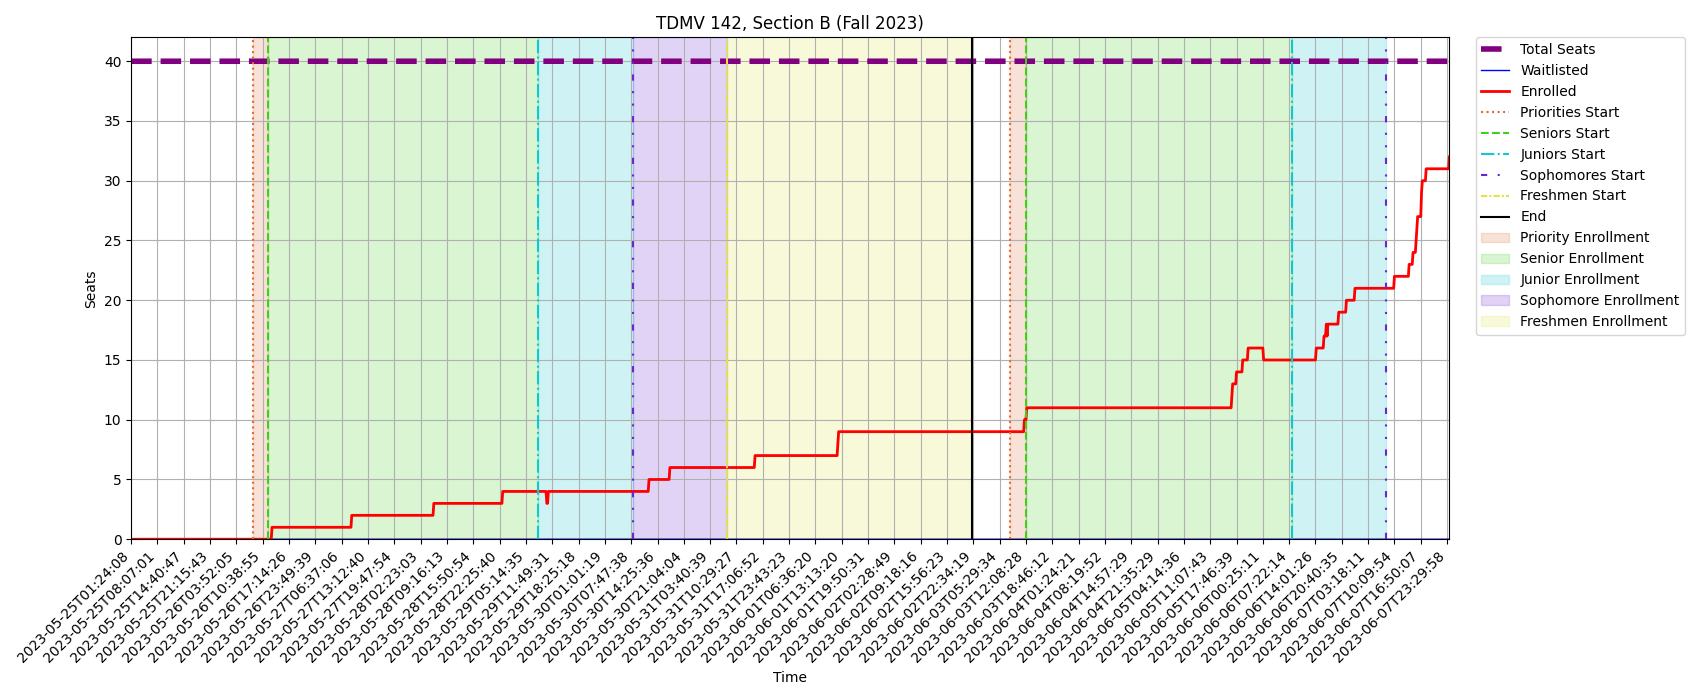 TDMV 142, Section B (Fall 2023)
40
35
30
25
20
15
10
5
0
Seats
2023-05-25T01:24:08
2023-05-25T08:07:01
2023-05-25T14:40:47
2023-05-25T21:15:43
2023-05-26T03:52:05
2023-05-26T10:38:55
2023-05-26T17:14:26
2023-05-26T23:49:39
2023-05-27T06:37:06
2023-05-27T13:12:40
2023-05-27T19:47:54
2023-05-28T02:23:03
2023-05-28T09:16:13
2023-05-28T15:50:54
2023-05-28T22:25:40
2023-05-29T05:14:35
2023-05-29T11:49:31
2023-05-29T18:25:18
2023-05-30T01:01:19
2023-05-30T07:47:38
2023-05-30T14:25:36
2023-05-30T21:04:04
2023-05-31T03:40:39
2023-05-31T10:29:27
2023-05-31T17:06:52
2023-05-31T23:43:23
2023-06-01T06:36:20
2023-06-01T13:13:20
2023-06-01T19:50:31
2023-06-02T02:28:49
2023-06-02T09:18:16
2023-06-02T15:56:23
2023-06-02T22:34:19
2023-06-03T05:29:34
2023-06-03T12:08:28
2023-06-03T18:46:12
2023-06-04T01:24:21
2023-06-04T08:19:52
2023-06-04T14:57:29
2023-06-04T21:35:29
2023-06-05T04:14:36
2023-06-05T11:07:43
2023-06-05T17:46:39
2023-06-06T00:25:11
2023-06-06T07:22:14
2023-06-06T14:01:26
2023-06-06T20:40:35
2023-06-07T03:18:11
2023-06-07T10:09:54
2023-06-07T16:50:07
2023-06-07T23:29:58
Time
Total Seats
Waitlisted
Enrolled
Priorities Start
Seniors Start
Juniors Start
Sophomores Start
Freshmen Start
End
Priority Enrollment
Senior Enrollment
Junior Enrollment
Sophomore Enrollment
Freshmen Enrollment